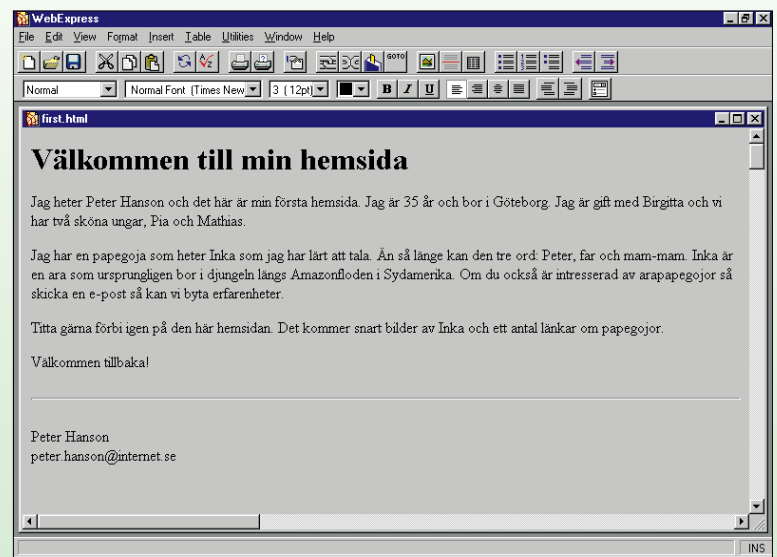 WebExpress
File Edit View Format Insert Table Utilities Window Help
GOTO
Normal Normal Font (Times New 3 (12pt) B I U
first.html
Välkommen till min hemsida
Jag heter Peter Hanson och det här är min första hemsida. Jag är 35 år och bor i Göteborg. Jag är gift med Birgitta och vi
har två sköna ungar, Pia och Mathias.
Jag har en papegoja som heter Inka som jag har lärt att tala. Än så länge kan den tre ord: Peter, far och mam-mam. Inka är
en ara som ursprungligen bor i djungeln längs Amazonfloden i Sydamerika. Om du också är intresserad av arapapegojor så
skicka en e-post så kan vi byta erfarenheter.
Titta gärna förbi igen på den här hemsidan. Det kommer snart bilder av Inka och ett antal länkar om papegojor.
Välkommen tillbaka!
Peter Hanson
peter.hanson@internet.se
INS